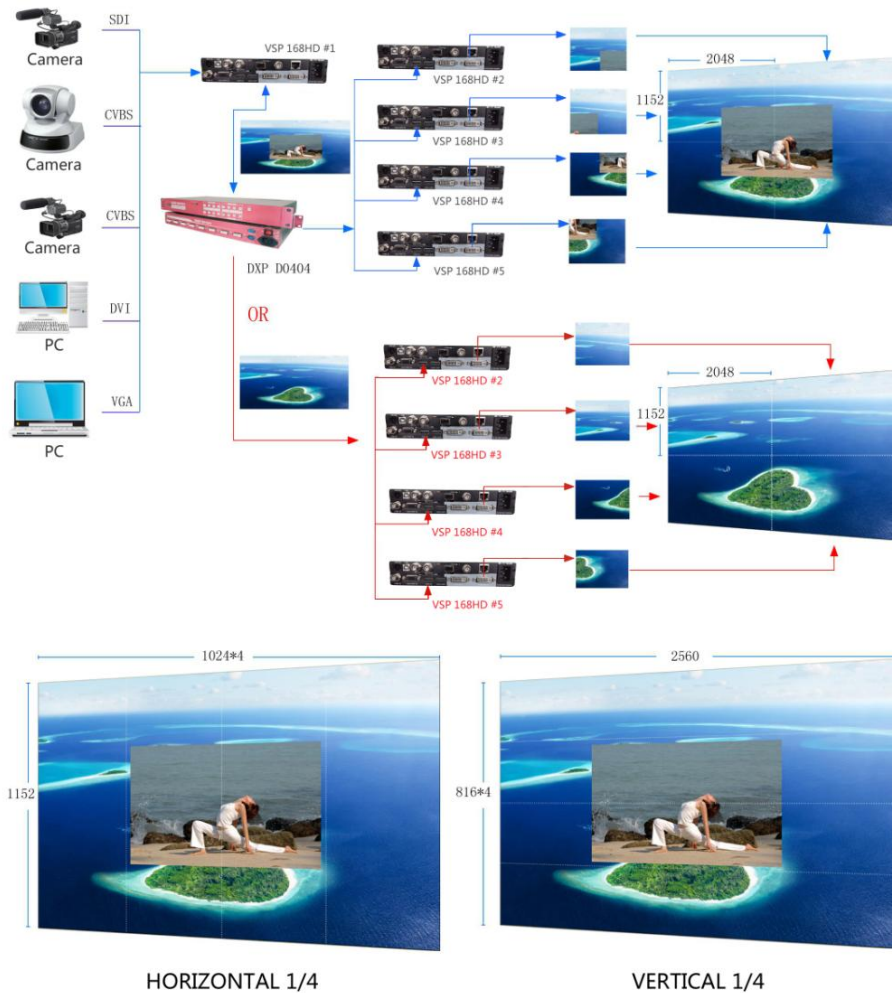 SDI
Camera
CVBS
Camera
CVBS
Camera
DVI
PC
VGA
PC
VSP 168HD #1
DXP D0404
VSP 168HD #2
VSP 168HD #3
VSP 168HD #4
VSP 168HD #5
2048
1152
OR
VSP 168HD #2
VSP 168HD #3
VSP 168HD #4
VSP 168HD #5
2048
1152
1024*4
1152
HORIZONTAL 1/4
2560
816*4
VERTICAL 1/4